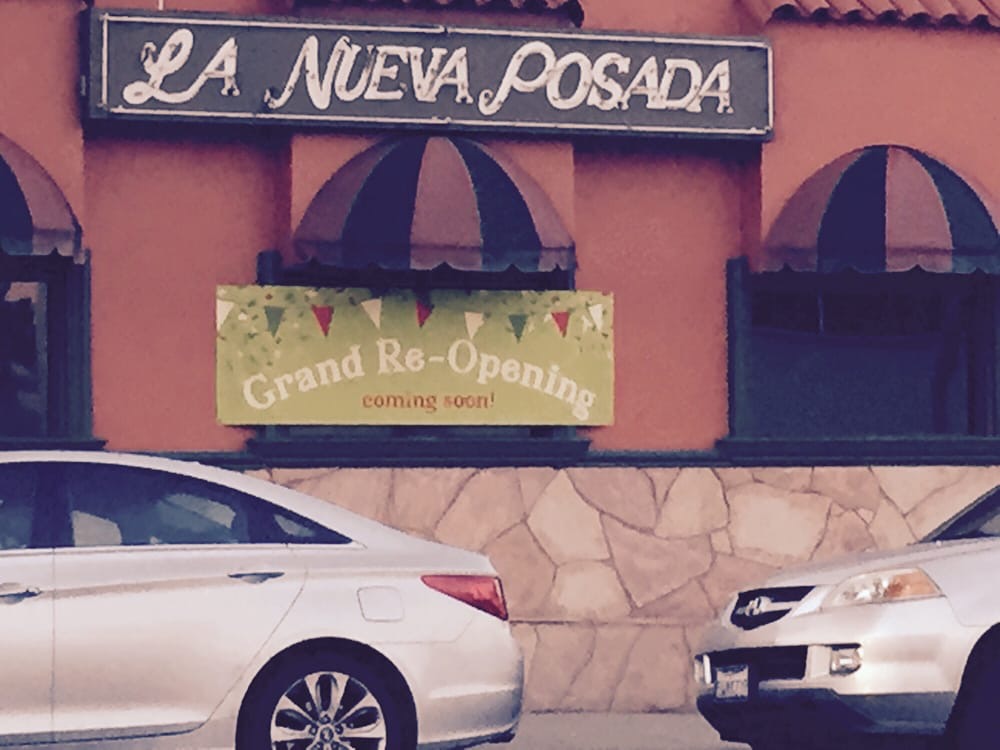 LA NUEVA POSADA
Grand Re-Opening
coming soon!